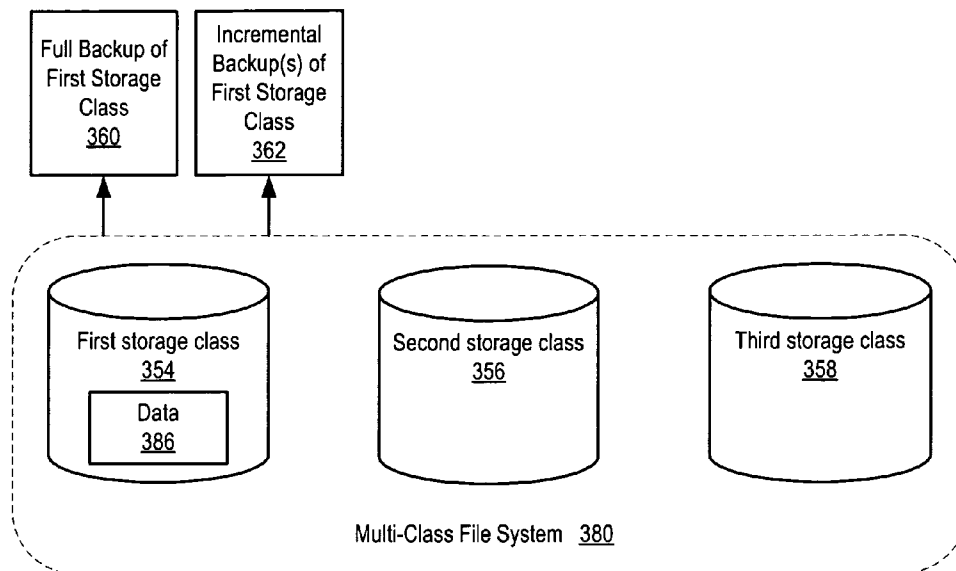 Full Backup of
First Storage
Class
360
Incremental
Backup(s) of
First Storage
Class
362
First storage class
354
Data
386
Second storage class
356
Third storage class
358
Multi-Class File System 380